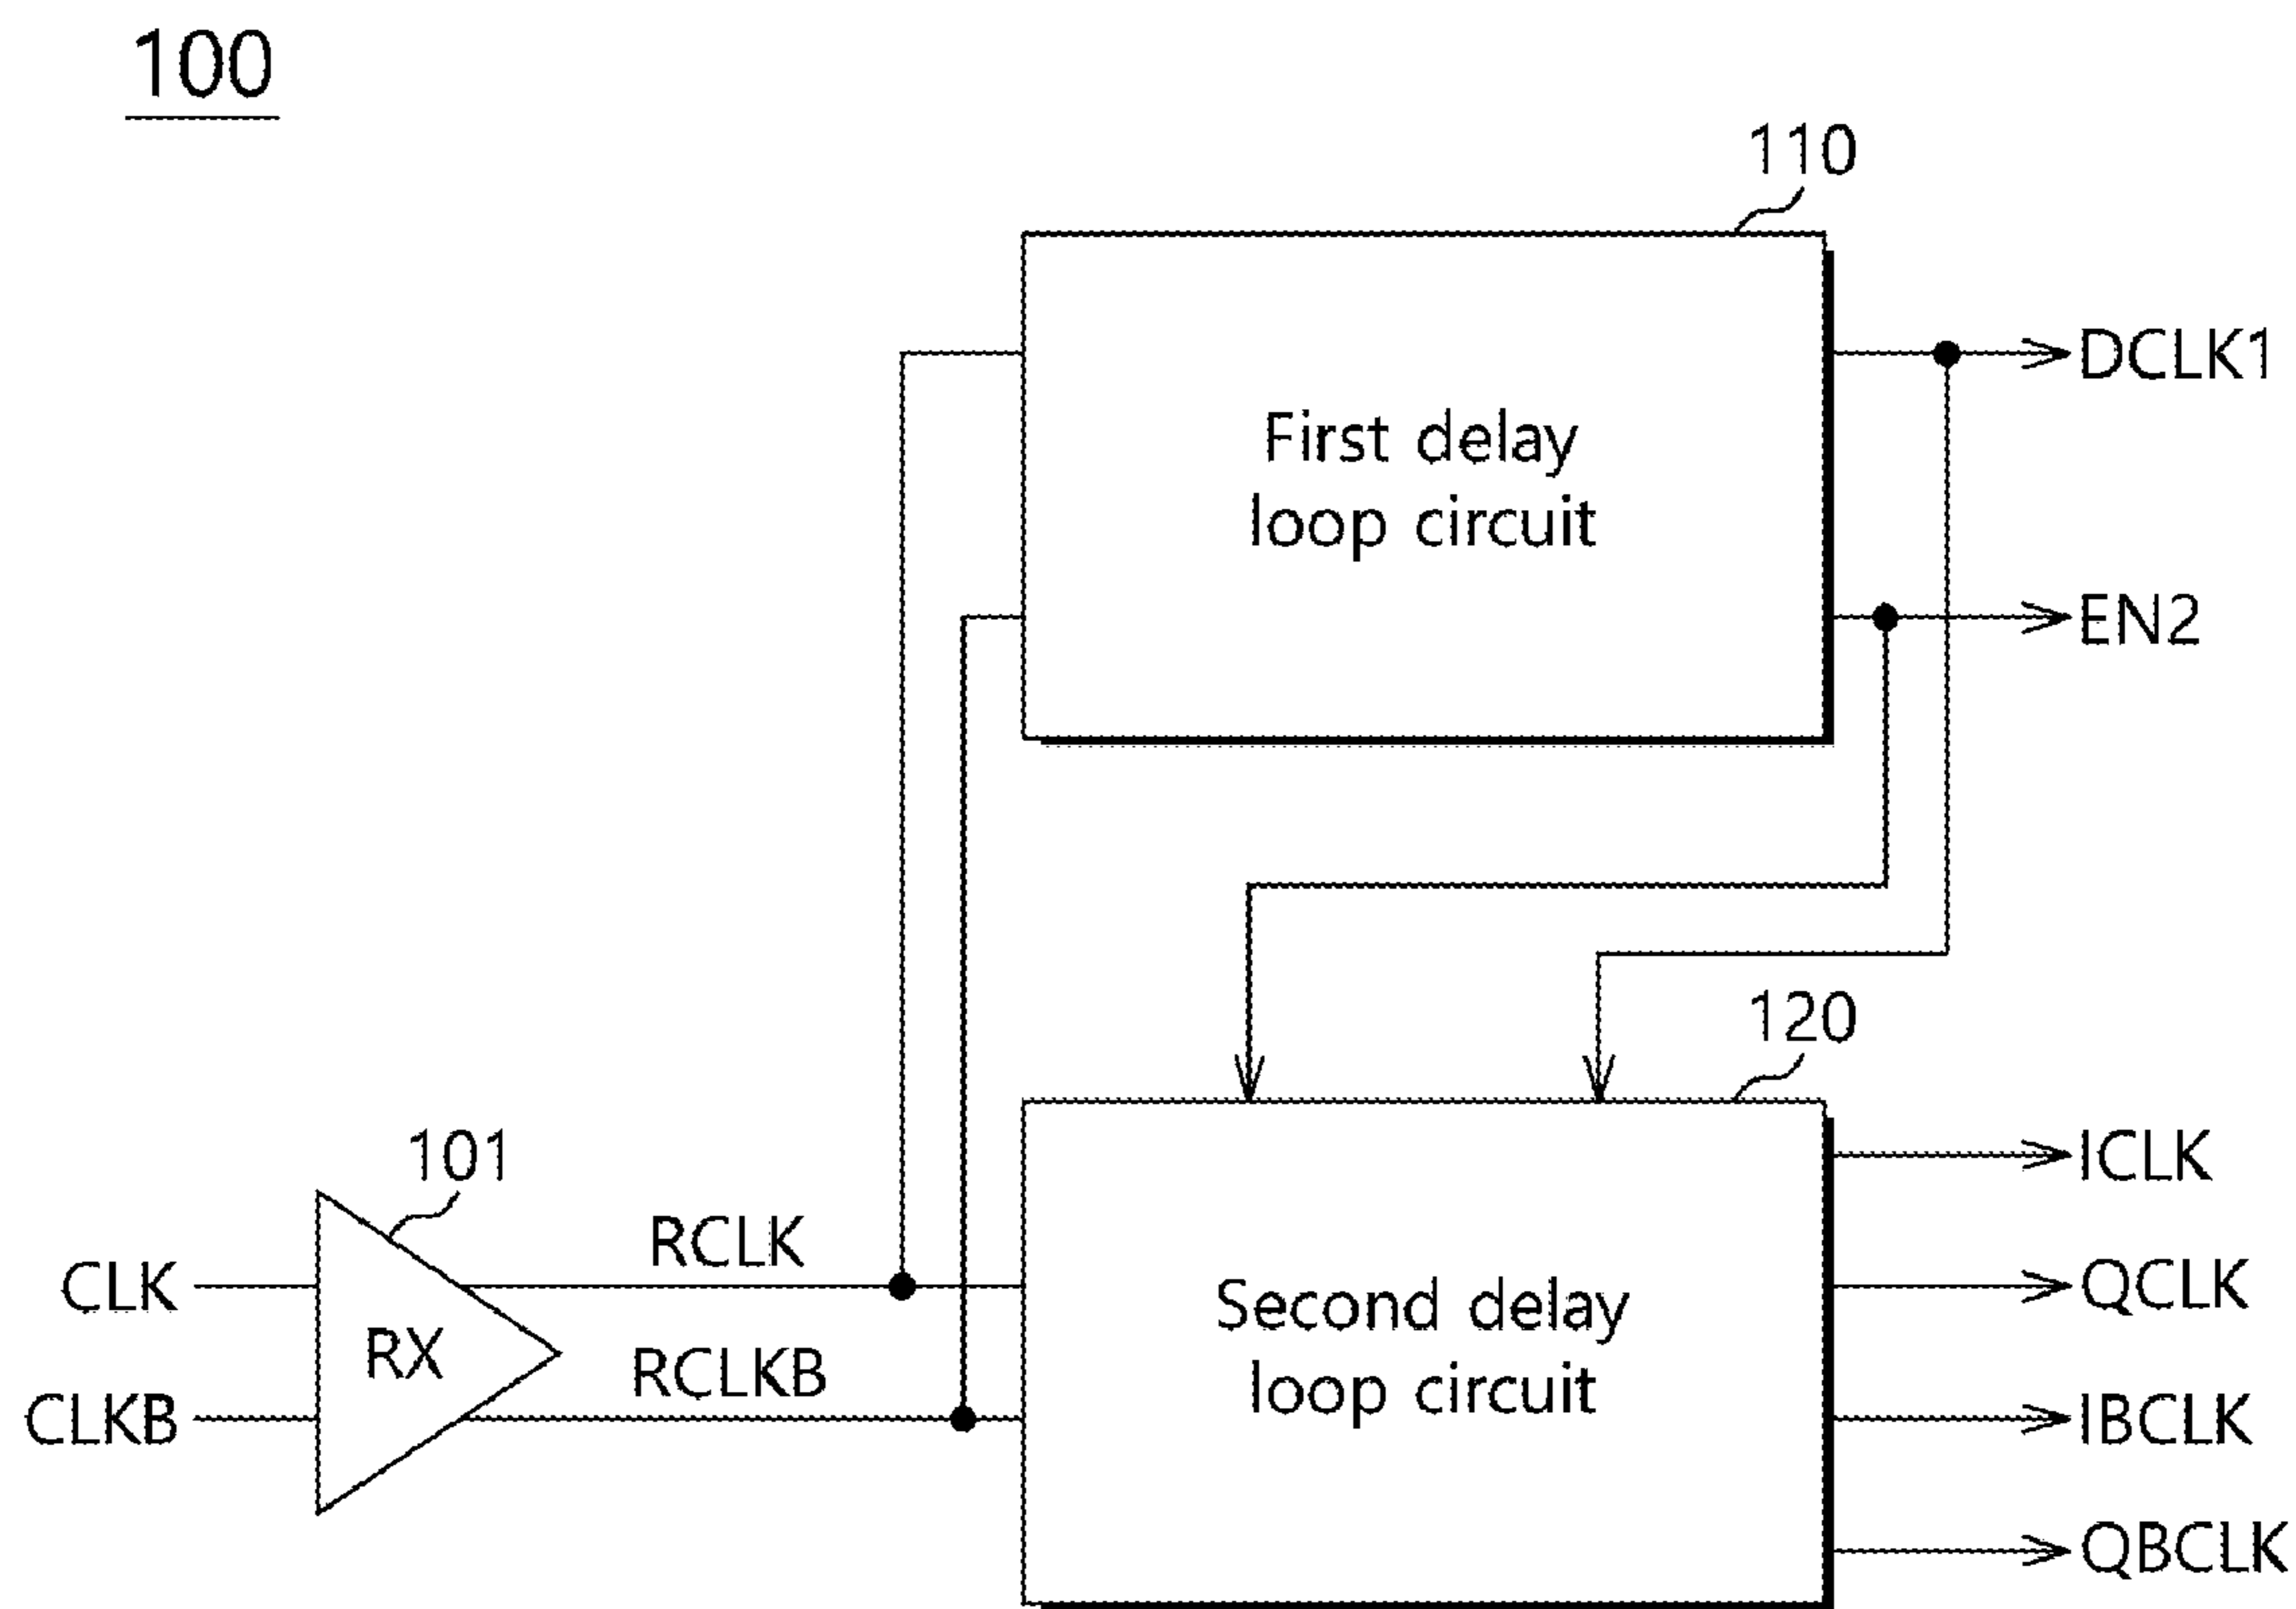 100
110
First delay
loop circuit
DCLK1
EN2
120
101
RX
CLK
CLKB
RCLK
RCLKB
Second delay
loop circuit
ICLK
QCLK
IBCLK
QBCLK